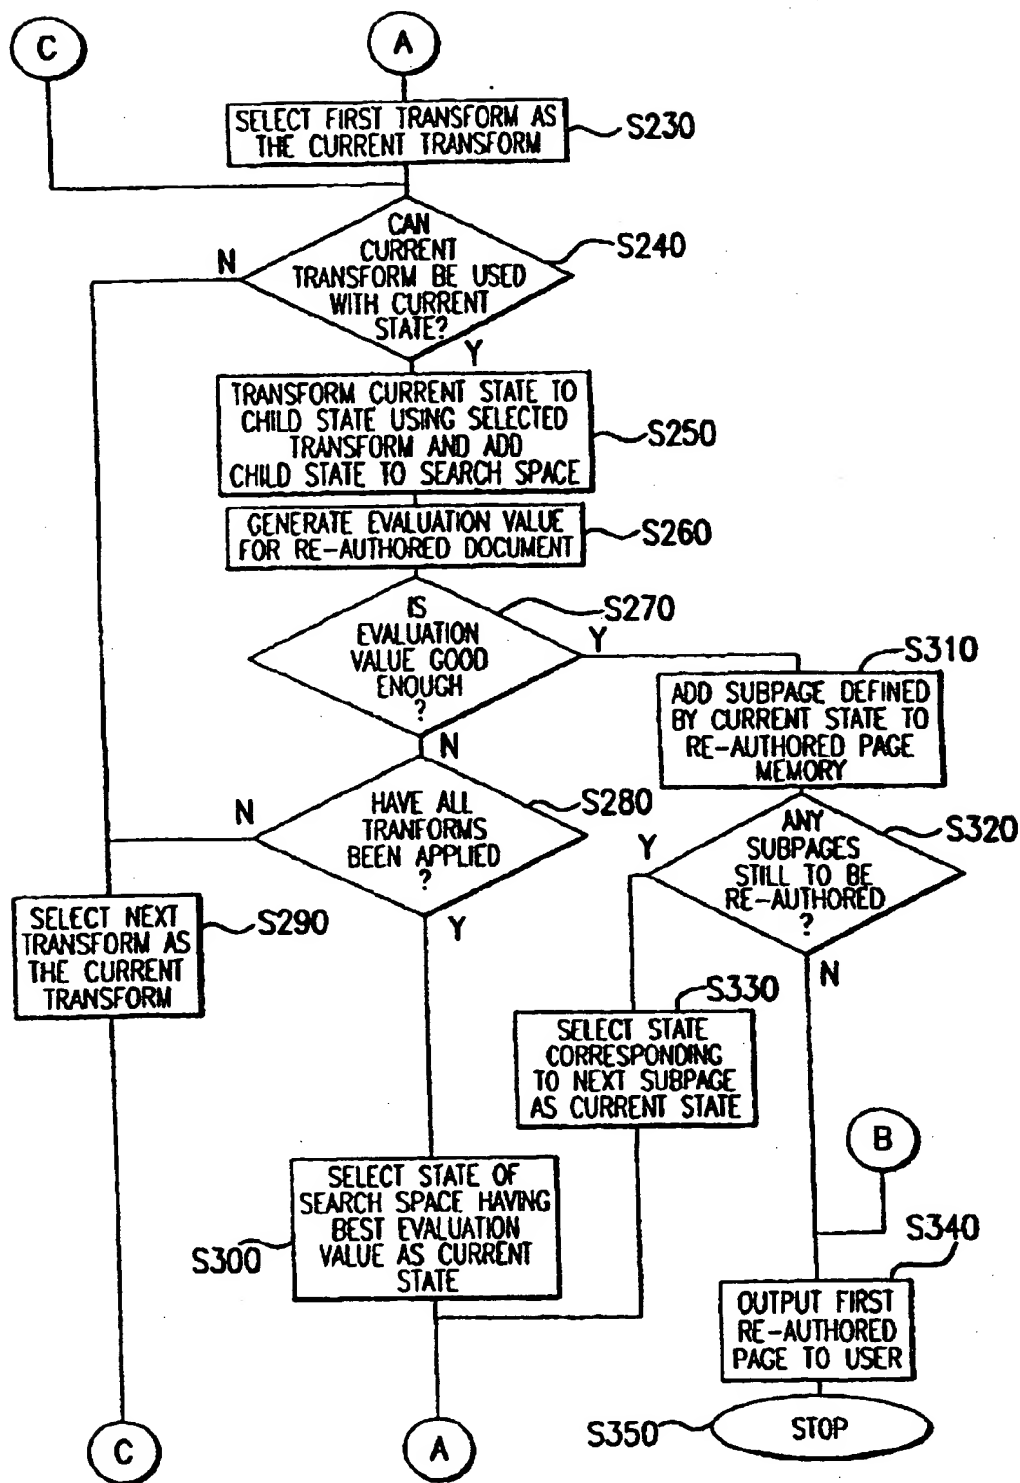 C
A
SELECT FIRST TRANSFORM AS
THE CURRENT TRANSFORM
S230
CAN
CURRENT
TRANSFORM BE USED
WITH CURRENT
STATE?
S240
N
Y
TRANSFORM CURRENT STATE TO
CHILD STATE USING SELECTED
TRANSFORM AND ADD
CHILD STATE TO SEARCH SPACE
S250
GENERATE EVALUATION VALUE
FOR RE-AUTHORED DOCUMENT
S260
IS
EVALUATION
VALUE GOOD
ENOUGH
?
S270
Y
N
S310
ADD SUBPAGE DEFINED
BY CURRENT STATE TO
RE-AUTHORED PAGE
MEMORY
HAVE ALL
TRANFORMS
BEEN APPLIED
?
S280
N
Y
ANY
SUBPAGES
STILL TO BE
RE-AUTHORED
?
S320
Y
N
SELECT NEXT
TRANSFORM AS
THE CURRENT
TRANSFORM
S290
S330
SELECT STATE
CORRESPONDING
TO NEXT SUBPAGE
AS CURRENT STATE
B
SELECT STATE OF
SEARCH SPACE HAVING
BEST EVALUATION
VALUE AS CURRENT
STATE
S300
S340
OUTPUT FIRST
RE-AUTHORED
PAGE TO USER
S350
STOP
C
A